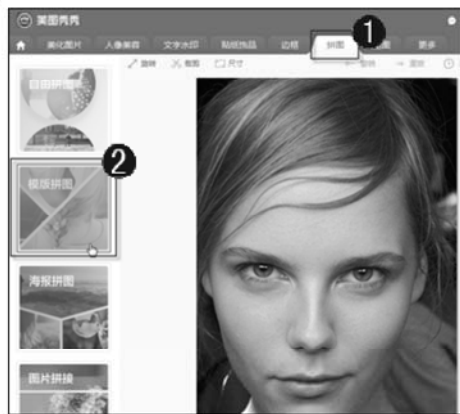 美图秀秀
1
美化图片 人像美容 文字水印 贴纸饰品 边框 拼图 更多
旋转 裁剪 尺寸
自由拼图
2
模版拼图
海报拼图
图片拼接